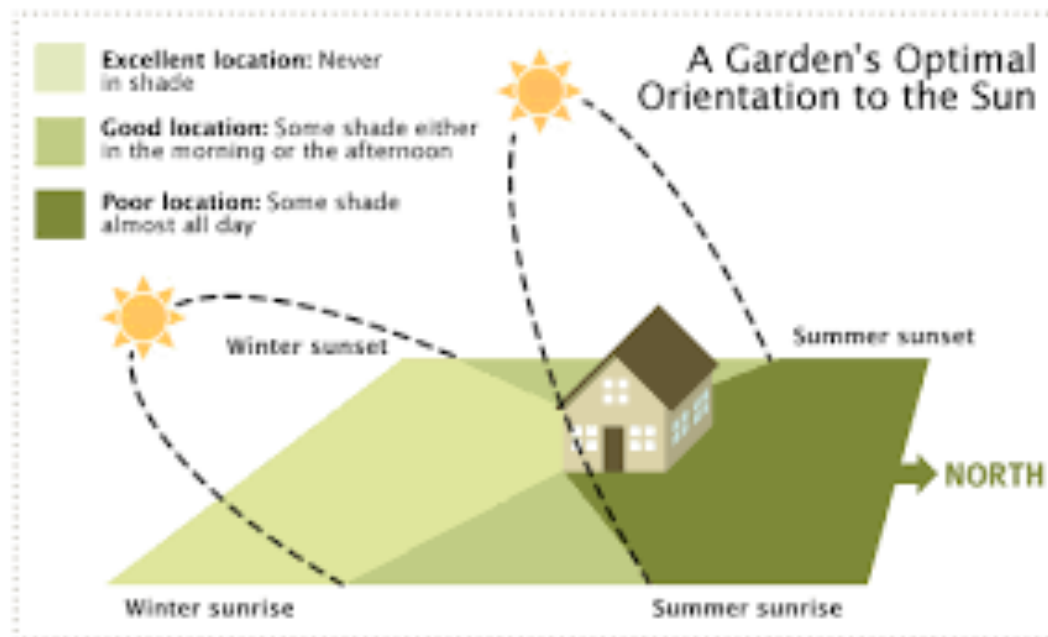 A Garden's Optimal
Orientation to the Sun
Excellent location: Never
in shade
Good location: Some shade either
in the morning or the afternoon
Poor location: Some shade
almost all day
Winter sunset
Summer sunset
NORTH
Winter sunrise
Summer sunrise